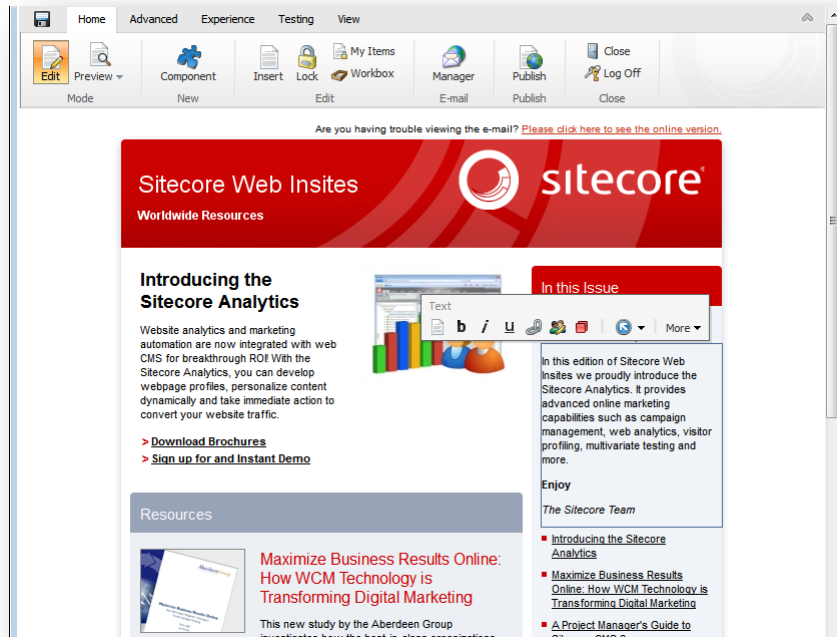 Home Advanced Experience Testing View
Edit Preview Component Insert Lock My Items Workbox Manager Publish Close Log Off
Mode New Edit E-mail Publish Close
Are you having trouble viewing the e-mail? Please click here to see the online version.
Sitecore Web Insites
Worldwide Resources
sitecore
Introducing the
Sitecore Analytics
Website analytics and marketing
automation are now integrated with web
CMS for breakthrough ROI! With the
Sitecore Analytics, you can develop
webpage profiles, personalize content
dynamically and take immediate action to
convert your website traffic.
> Download Brochures
> Sign up for and Instant Demo
In this Issue
Text
b i u More
In this edition of Sitecore Web
Insites we proudly introduce the
Sitecore Analytics. It provides
advanced online marketing
capabilities such as campaign
management, web analytics, visitor
profiling, multivariate testing and
more.
Enjoy
The Sitecore Team
Introducing the Sitecore
Analytics
Maximize Business Results
Online: How WCM Technology is
Transforming Digital Marketing
A Project Manager's Guide to
Resources
AberdeenGroup
Maximize Business Results Online:
How WCM Technology is
Transforming Digital Marketing
This new study by the Aberdeen Group